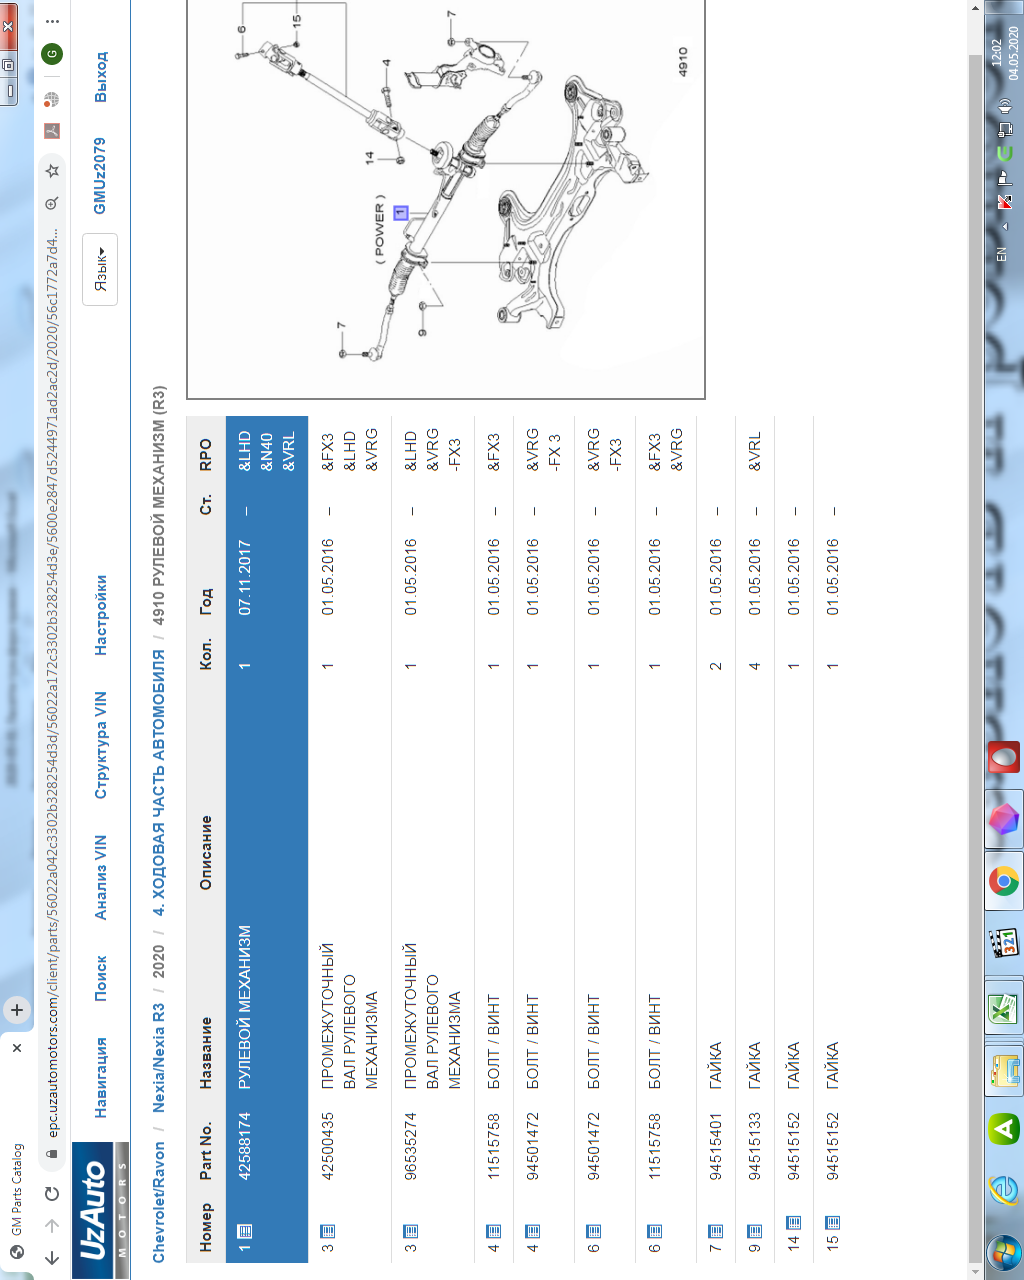 GM Parts Catalog
epc.uzautomotors.com/client/parts/56022a042c3302b328254d3d/56022a172c3302b328254d3e/5600e2847d5244971ad2ac2d/2020/56c1772a7d4...
G
UzAuto
MOTORS
Навигация Поиск Анализ VIN Структура VIN Настройки Язык GMUz2079 Выход
Chevrolet/Ravon / Nexia/Nexia R3 / 2020 / 4. ХОДОВАЯ ЧАСТЬ АВТОМОБИЛЯ / 4910 РУЛЕВОЙ МЕХАНИЗМ (R3)
Номер Part No. Название Описание Кол. Год Ст. RPO
1 42588174 РУЛЕВОЙ МЕХАНИЗМ 1 07.11.2017 – &LHD
&N40
&VRL
3 42500435 ПРОМЕЖУТОЧНЫЙ 1 01.05.2016 – &FX3
ВАЛ РУЛЕВОГО &LHD
МЕХАНИЗМА &VRG
3 96535274 ПРОМЕЖУТОЧНЫЙ 1 01.05.2016 – &LHD
ВАЛ РУЛЕВОГО &VRG
МЕХАНИЗМА -FX3
4 11515758 БОЛТ / ВИНТ 1 01.05.2016 – &FX3
4 94501472 БОЛТ / ВИНТ 1 01.05.2016 – &VRG
-FX 3
6 94501472 БОЛТ / ВИНТ 1 01.05.2016 – &VRG
-FX3
6 11515758 БОЛТ / ВИНТ 1 01.05.2016 – &FX3
&VRG
7 94515401 ГАЙКА 2 01.05.2016 –
9 94515133 ГАЙКА 4 01.05.2016 – &VRL
14 94515152 ГАЙКА 1 01.05.2016 –
15 94515152 ГАЙКА 1 01.05.2016 –
6
15
7
4
14
( POWER )
1
7
9
4910
321
EN
12:02
04.05.2020